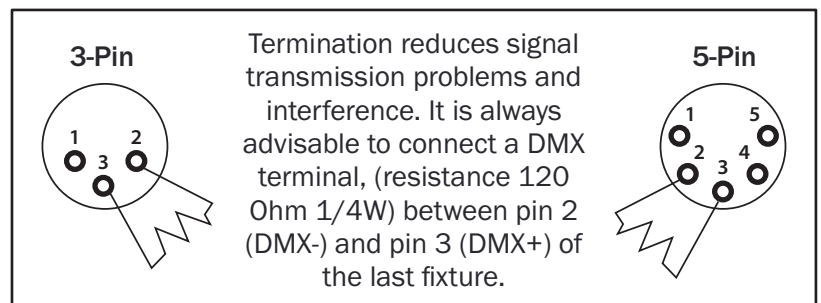 3-Pin
1
2
3
Termination reduces signal
transmission problems and
interference. It is always
advisable to connect a DMX
terminal, (resistance 120
Ohm 1/4W) between pin 2
(DMX-) and pin 3 (DMX+) of
the last fixture.
5-Pin
1
5
2
4
3